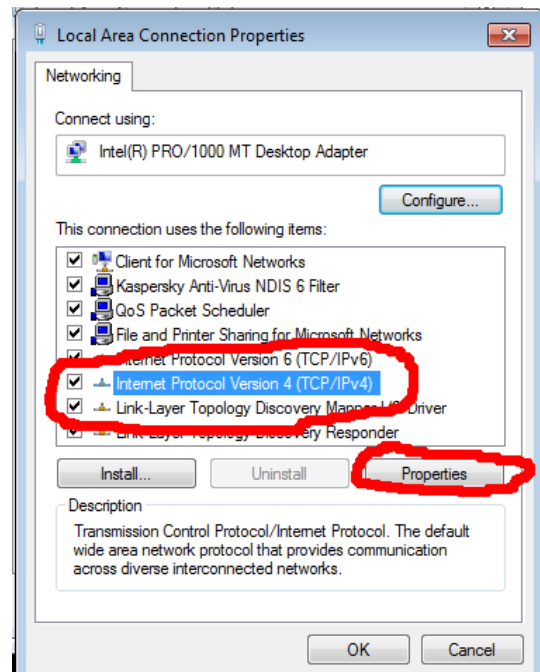 Local Area Connection Properties
Networking
Connect using:
Intel(R) PRO/1000 MT Desktop Adapter
Configure...
This connection uses the following items:
Client for Microsoft Networks
Kaspersky Anti-Virus NDIS 6 Filter
QoS Packet Scheduler
File and Printer Sharing for Microsoft Networks
Internet Protocol Version 6 (TCP/IPv6)
Internet Protocol Version 4 (TCP/IPv4)
Link-Layer Topology Discovery Mapper I/O Driver
Link-Layer Topology Discovery Responder
Install...
Uninstall
Properties
Description
Transmission Control Protocol/Internet Protocol. The default
wide area network protocol that provides communication
across diverse interconnected networks.
OK
Cancel